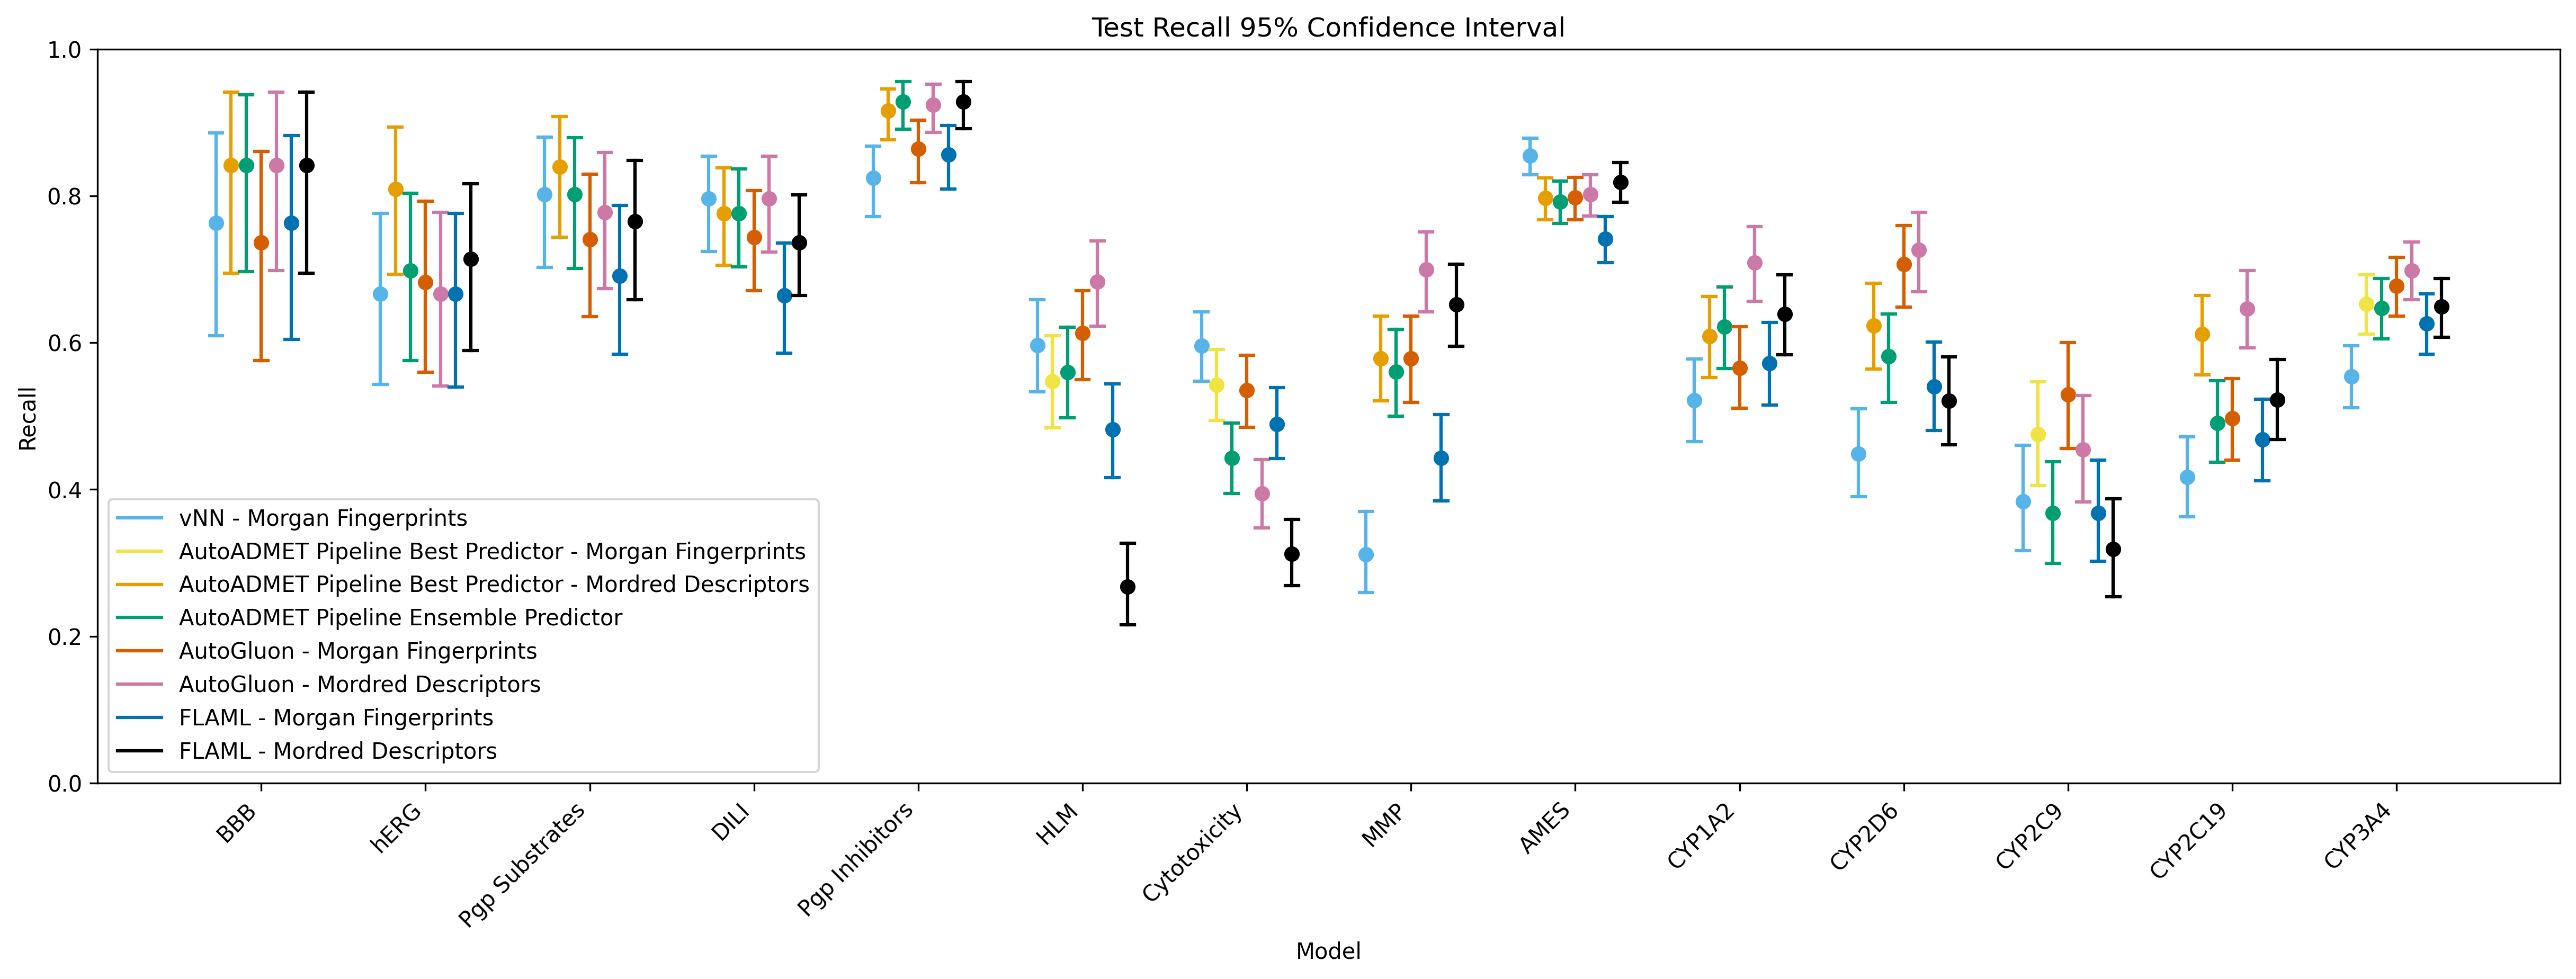 Test Recall 95% Confidence Interval
1.0
0.8
0.6
0.4
0.2
0.0
Recall
vNN - Morgan Fingerprints
AutoADMET Pipeline Best Predictor - Morgan Fingerprints
AutoADMET Pipeline Best Predictor - Mordred Descriptors
AutoADMET Pipeline Ensemble Predictor
AutoGluon - Morgan Fingerprints
AutoGluon - Mordred Descriptors
FLAML - Morgan Fingerprints
FLAML - Mordred Descriptors
BBB
hERG
Pgp Substrates
DILI
Pgp Inhibitors
HLM
Cytotoxicity
MMP
AMES
CYP1A2
CYP2D6
CYP2C9
CYP2C19
CYP3A4
Model